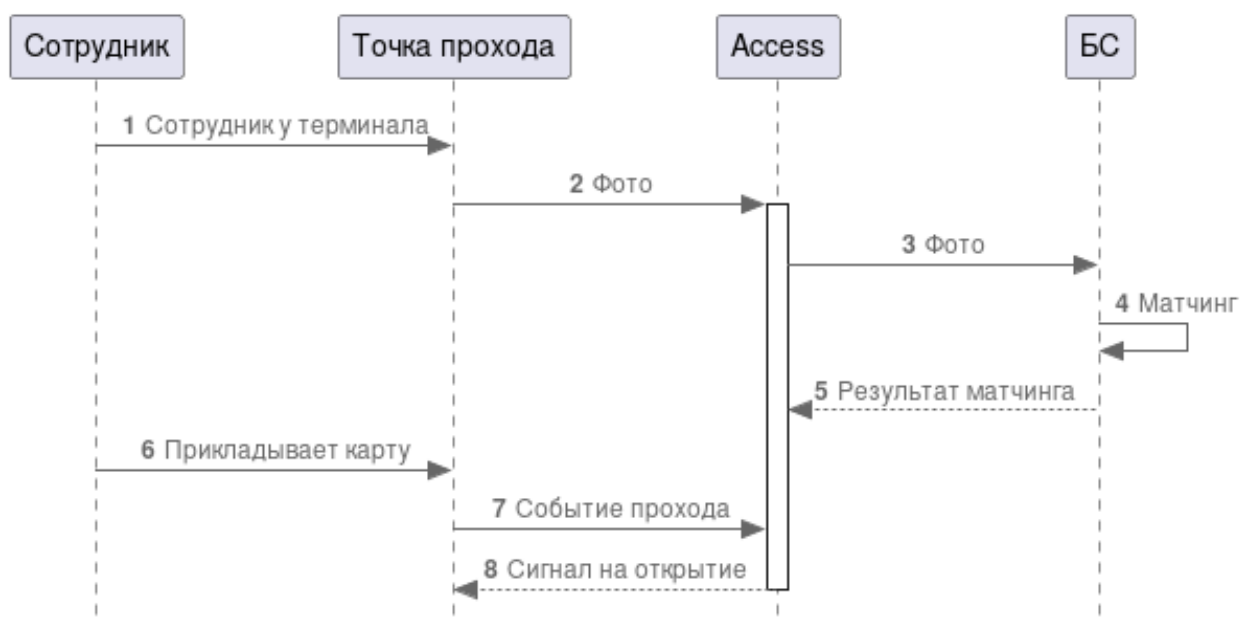 Сотрудник
Точка прохода
Access
БС
1 Сотрудник у терминала
2 Фото
3 Фото
4 Матчинг
5 Результат матчинга
6 Прикладывает карту
7 Событие прохода
8 Сигнал на открытие